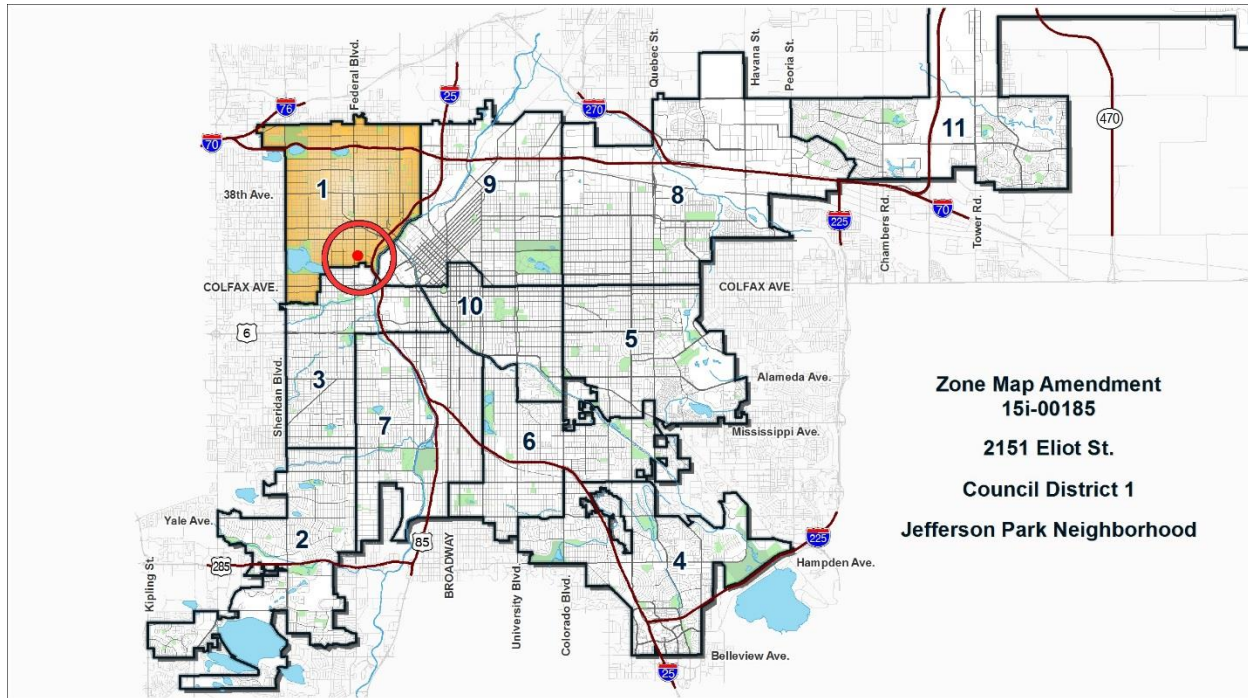 Federal Blvd.
25
Quebec St.
Havana St.
Peoria St.
76
270
470
70
11
1
9
8
38th Ave.
225
Chambers Rd.
70
Tower Rd.
COLFAX AVE.
COLFAX AVE.
10
6
5
Sheridan Blvd.
3
Alameda Ave.
7
Mississippi Ave.
6
Zone Map Amendment
15i-00185
2151 Eliot St.
Council District 1
Jefferson Park Neighborhood
Yale Ave.
2
85
4
225
285
Hampden Ave.
Kipling St.
BROADWAY
University Blvd.
Colorado Blvd.
Belleview Ave.
25